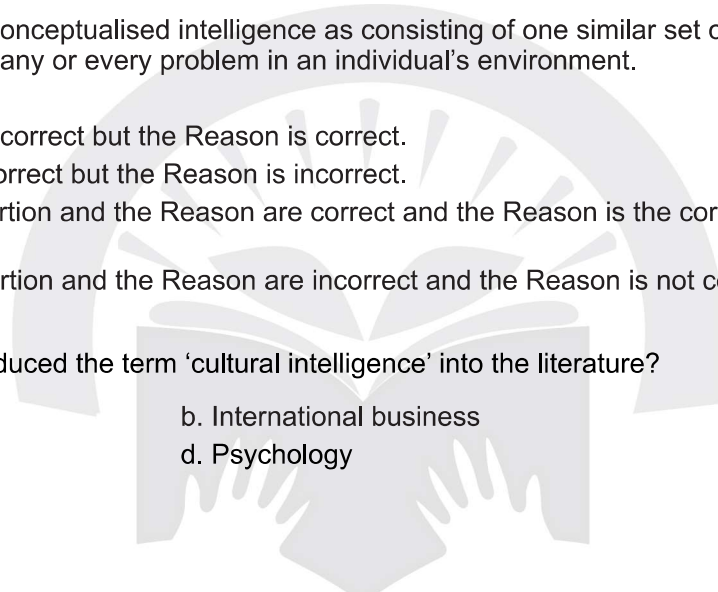 onceptualised intelligence as consisting of one similar set o
any or every problem in an individual's environment.
correct but the Reason is correct.
orrect but the Reason is incorrect.
rtion and the Reason are correct and the Reason is the cor
rtion and the Reason are incorrect and the Reason is not c
duced the term ‘cultural intelligence’ into the literature?
b. International business
d. Psychology